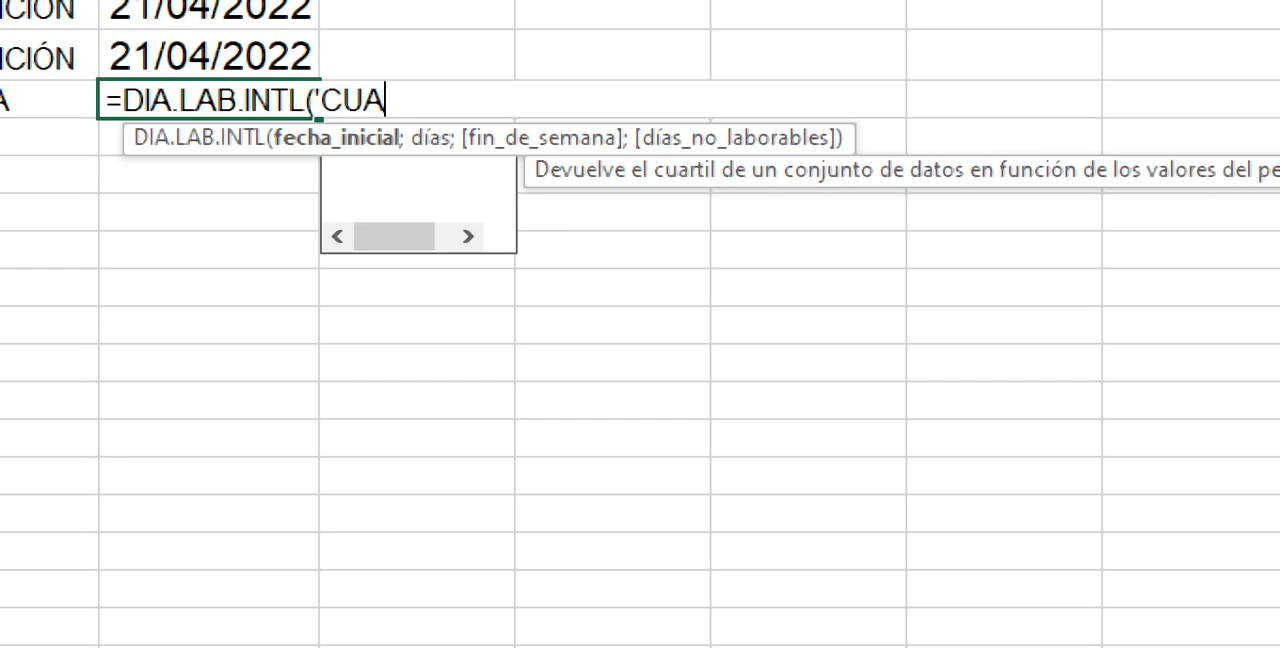 21/04/2022
ICIÓN 21/04/2022
A =DIA.LAB.INTL('CUA
DIA.LAB.INTL(fecha_inicial; días; [fin_de_semana]; [días_no_laborables])
Devuelve el cuartil de un conjunto de datos en función de los valores del pe